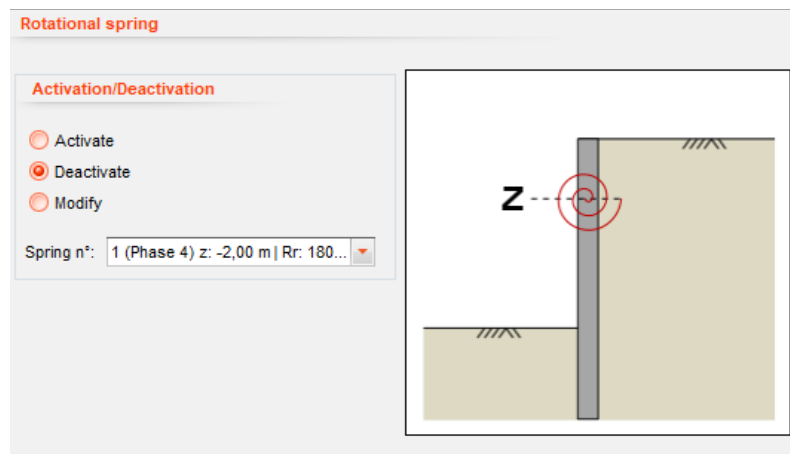 Rotational spring
Activation/Deactivation
Activate
Deactivate
Modify
Spring n°: 1 (Phase 4) z: -2,00 m | Rr: 180...
Z